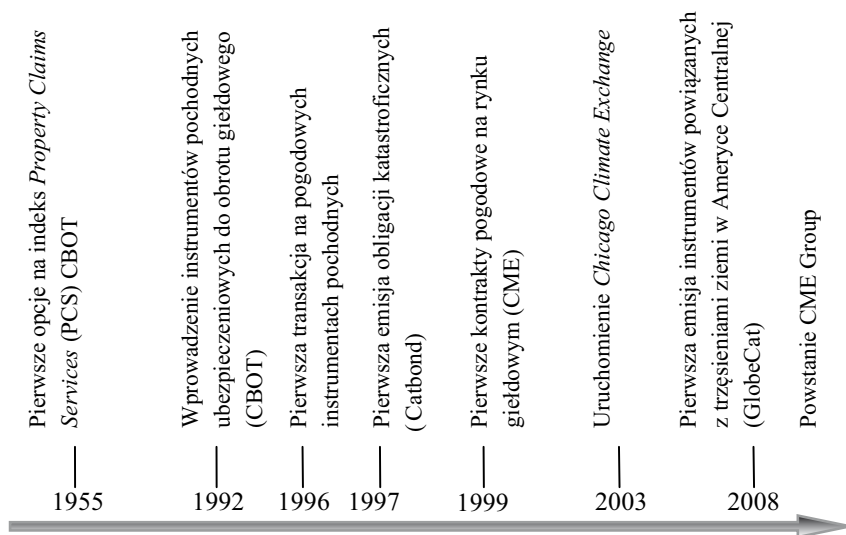 Pierwsze opcje na indeks Property Claims
Services (PCS) CBOT
Wprowadzenie instrumentów pochodnych
ubezpieczeniowych do obrotu giełdowego
(CBOT)
Pierwsza transakcja na pogodowych
instrumentach pochodnych
Pierwsza emisja obligacji katastroficznych
(Catbond)
Pierwsze kontrakty pogodowe na rynku
giełdowym (CME)
Uruchomienie Chicago Climate Exchange
Pierwsza emisja instrumentów powiązanych
z trzęsieniami ziemi w Ameryce Centralnej
(GlobeCat)
Powstanie CME Group
1955
1992
1996
1997
1999
2003
2008